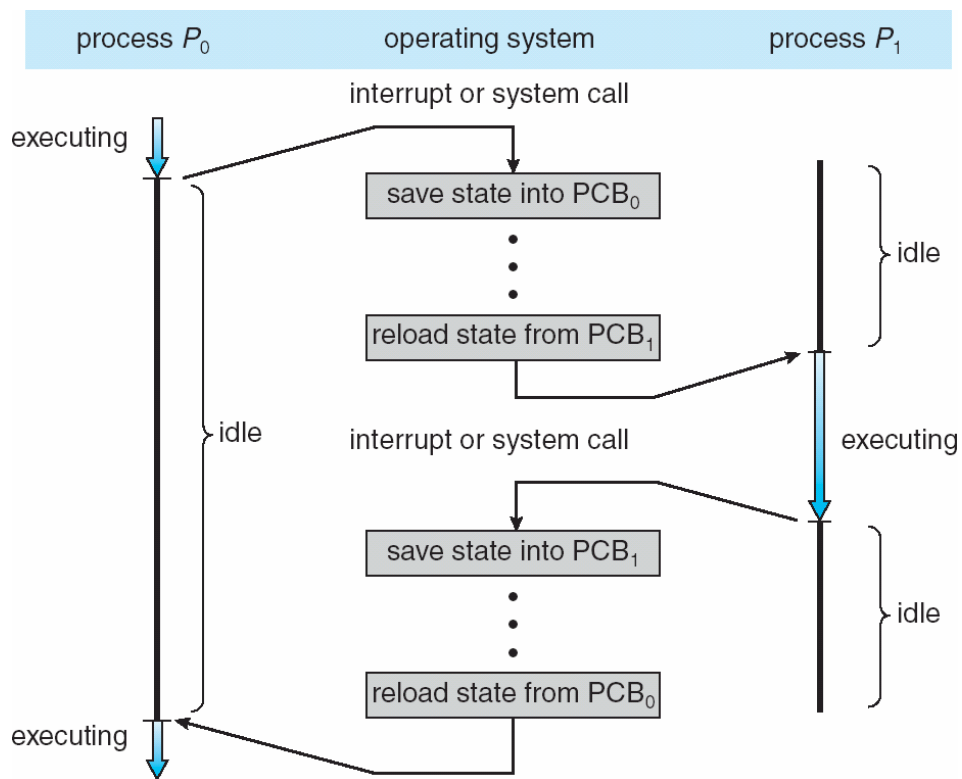 process P₀ operating system process P₁
interrupt or system call
executing
save state into PCB₀
idle
reload state from PCB₁
idle
interrupt or system call
executing
save state into PCB₁
idle
reload state from PCB₀
executing